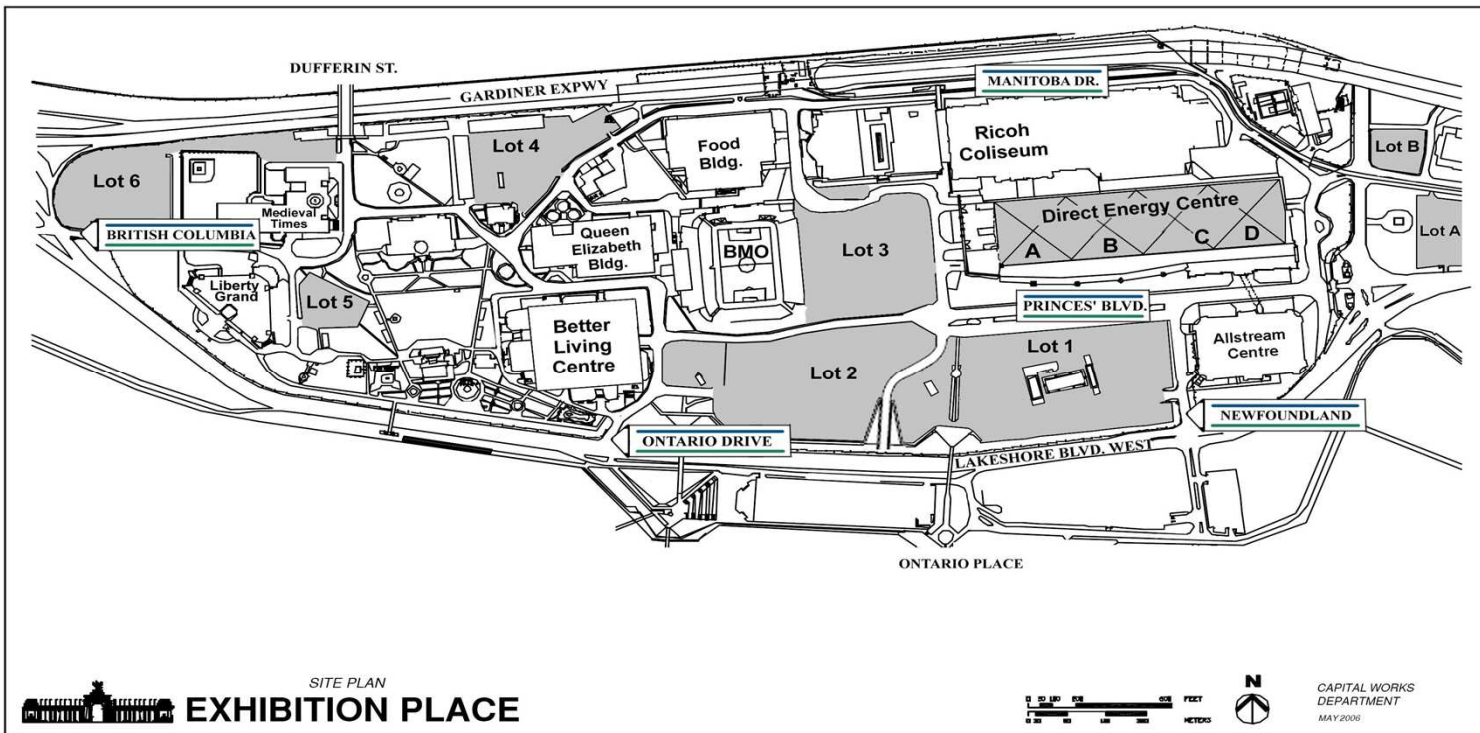 DUFFERIN ST.
GARDINER EXPWY
MANITOBA DR.
Lot 4
Food
Bldg.
Ricoh
Coliseum
Lot B
Lot 6
Medieval
Times
BRITISH COLUMBIA
Queen
Elizabeth
Bldg.
BMO
Lot 3
Direct Energy Centre
A
B
C
D
Lot A
Liberty
Grand
Lot 5
PRINCES' BLVD.
Better
Living
Centre
Lot 2
Lot 1
Allstream
Centre
ONTARIO DRIVE
NEWFOUNDLAND
LAKESHORE BLVD. WEST
ONTARIO PLACE
SITE PLAN
EXHIBITION PLACE
FEET
METERS
N
CAPITAL WORKS
DEPARTMENT
MAY 2006